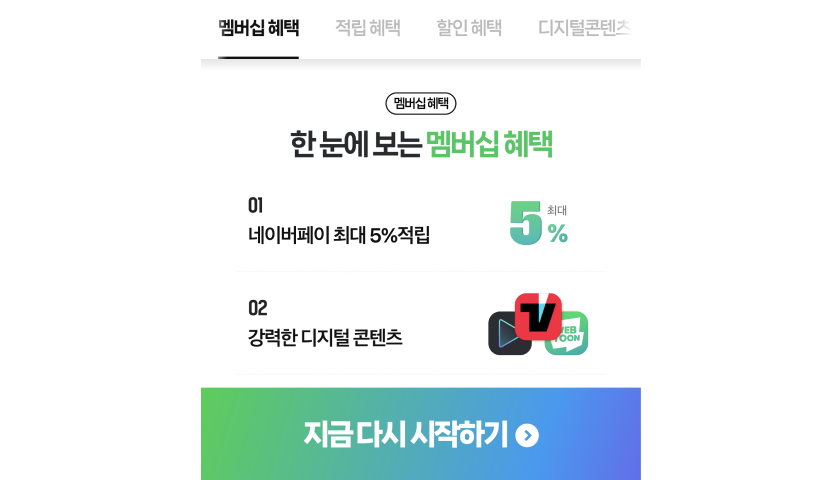 멤버십 혜택 적립 혜택 할인 혜택 디지털콘텐츠
멤버십 혜택
한 눈에 보는 멤버십 혜택
01
네이버페이 최대 5%적립
5 최대 %
02
강력한 디지털 콘텐츠
WEB
TOON
지금 다시 시작하기